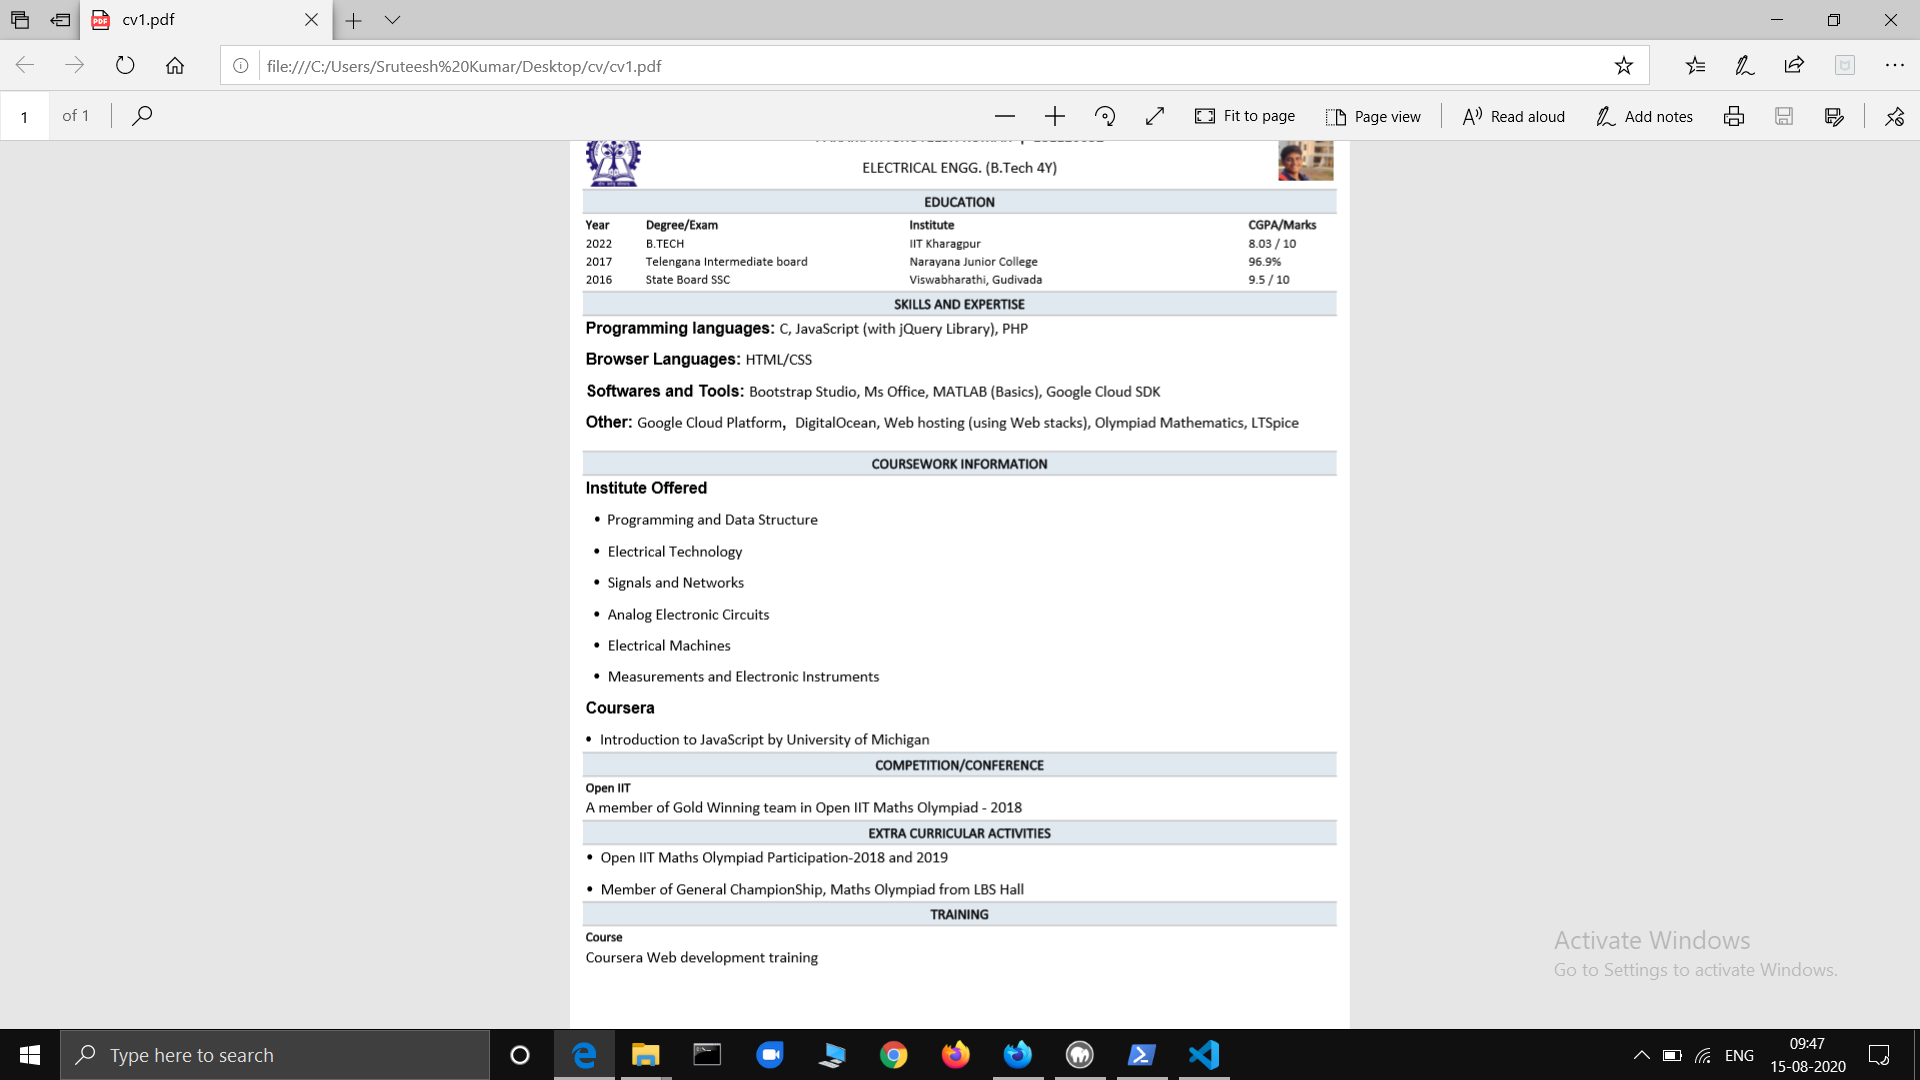 cv1.pdf
file:///C:/Users/Sruteesh%20Kumar/Desktop/cv/cv1.pdf
1 of 1 Fit to page Page view Read aloud Add notes
ELECTRICAL ENGG. (B.Tech 4Y)
EDUCATION
Year Degree/Exam Institute CGPA/Marks
2022 B.TECH IIT Kharagpur 8.03 / 10
2017 Telengana Intermediate board Narayana Junior College 96.9%
2016 State Board SSC Viswabharathi, Gudivada 9.5 / 10
SKILLS AND EXPERTISE
Programming languages: C, JavaScript (with jQuery Library), PHP
Browser Languages: HTML/CSS
Softwares and Tools: Bootstrap Studio, Ms Office, MATLAB (Basics), Google Cloud SDK
Other: Google Cloud Platform, DigitalOcean, Web hosting (using Web stacks), Olympiad Mathematics, LTSpice
COURSEWORK INFORMATION
Institute Offered
• Programming and Data Structure
• Electrical Technology
• Signals and Networks
• Analog Electronic Circuits
• Electrical Machines
• Measurements and Electronic Instruments
Coursera
• Introduction to JavaScript by University of Michigan
COMPETITION/CONFERENCE
Open IIT
A member of Gold Winning team in Open IIT Maths Olympiad - 2018
EXTRA CURRICULAR ACTIVITIES
• Open IIT Maths Olympiad Participation-2018 and 2019
• Member of General ChampionShip, Maths Olympiad from LBS Hall
TRAINING
Course
Coursera Web development training
Activate Windows
Go to Settings to activate Windows.
Type here to search
ENG
09:47
15-08-2020